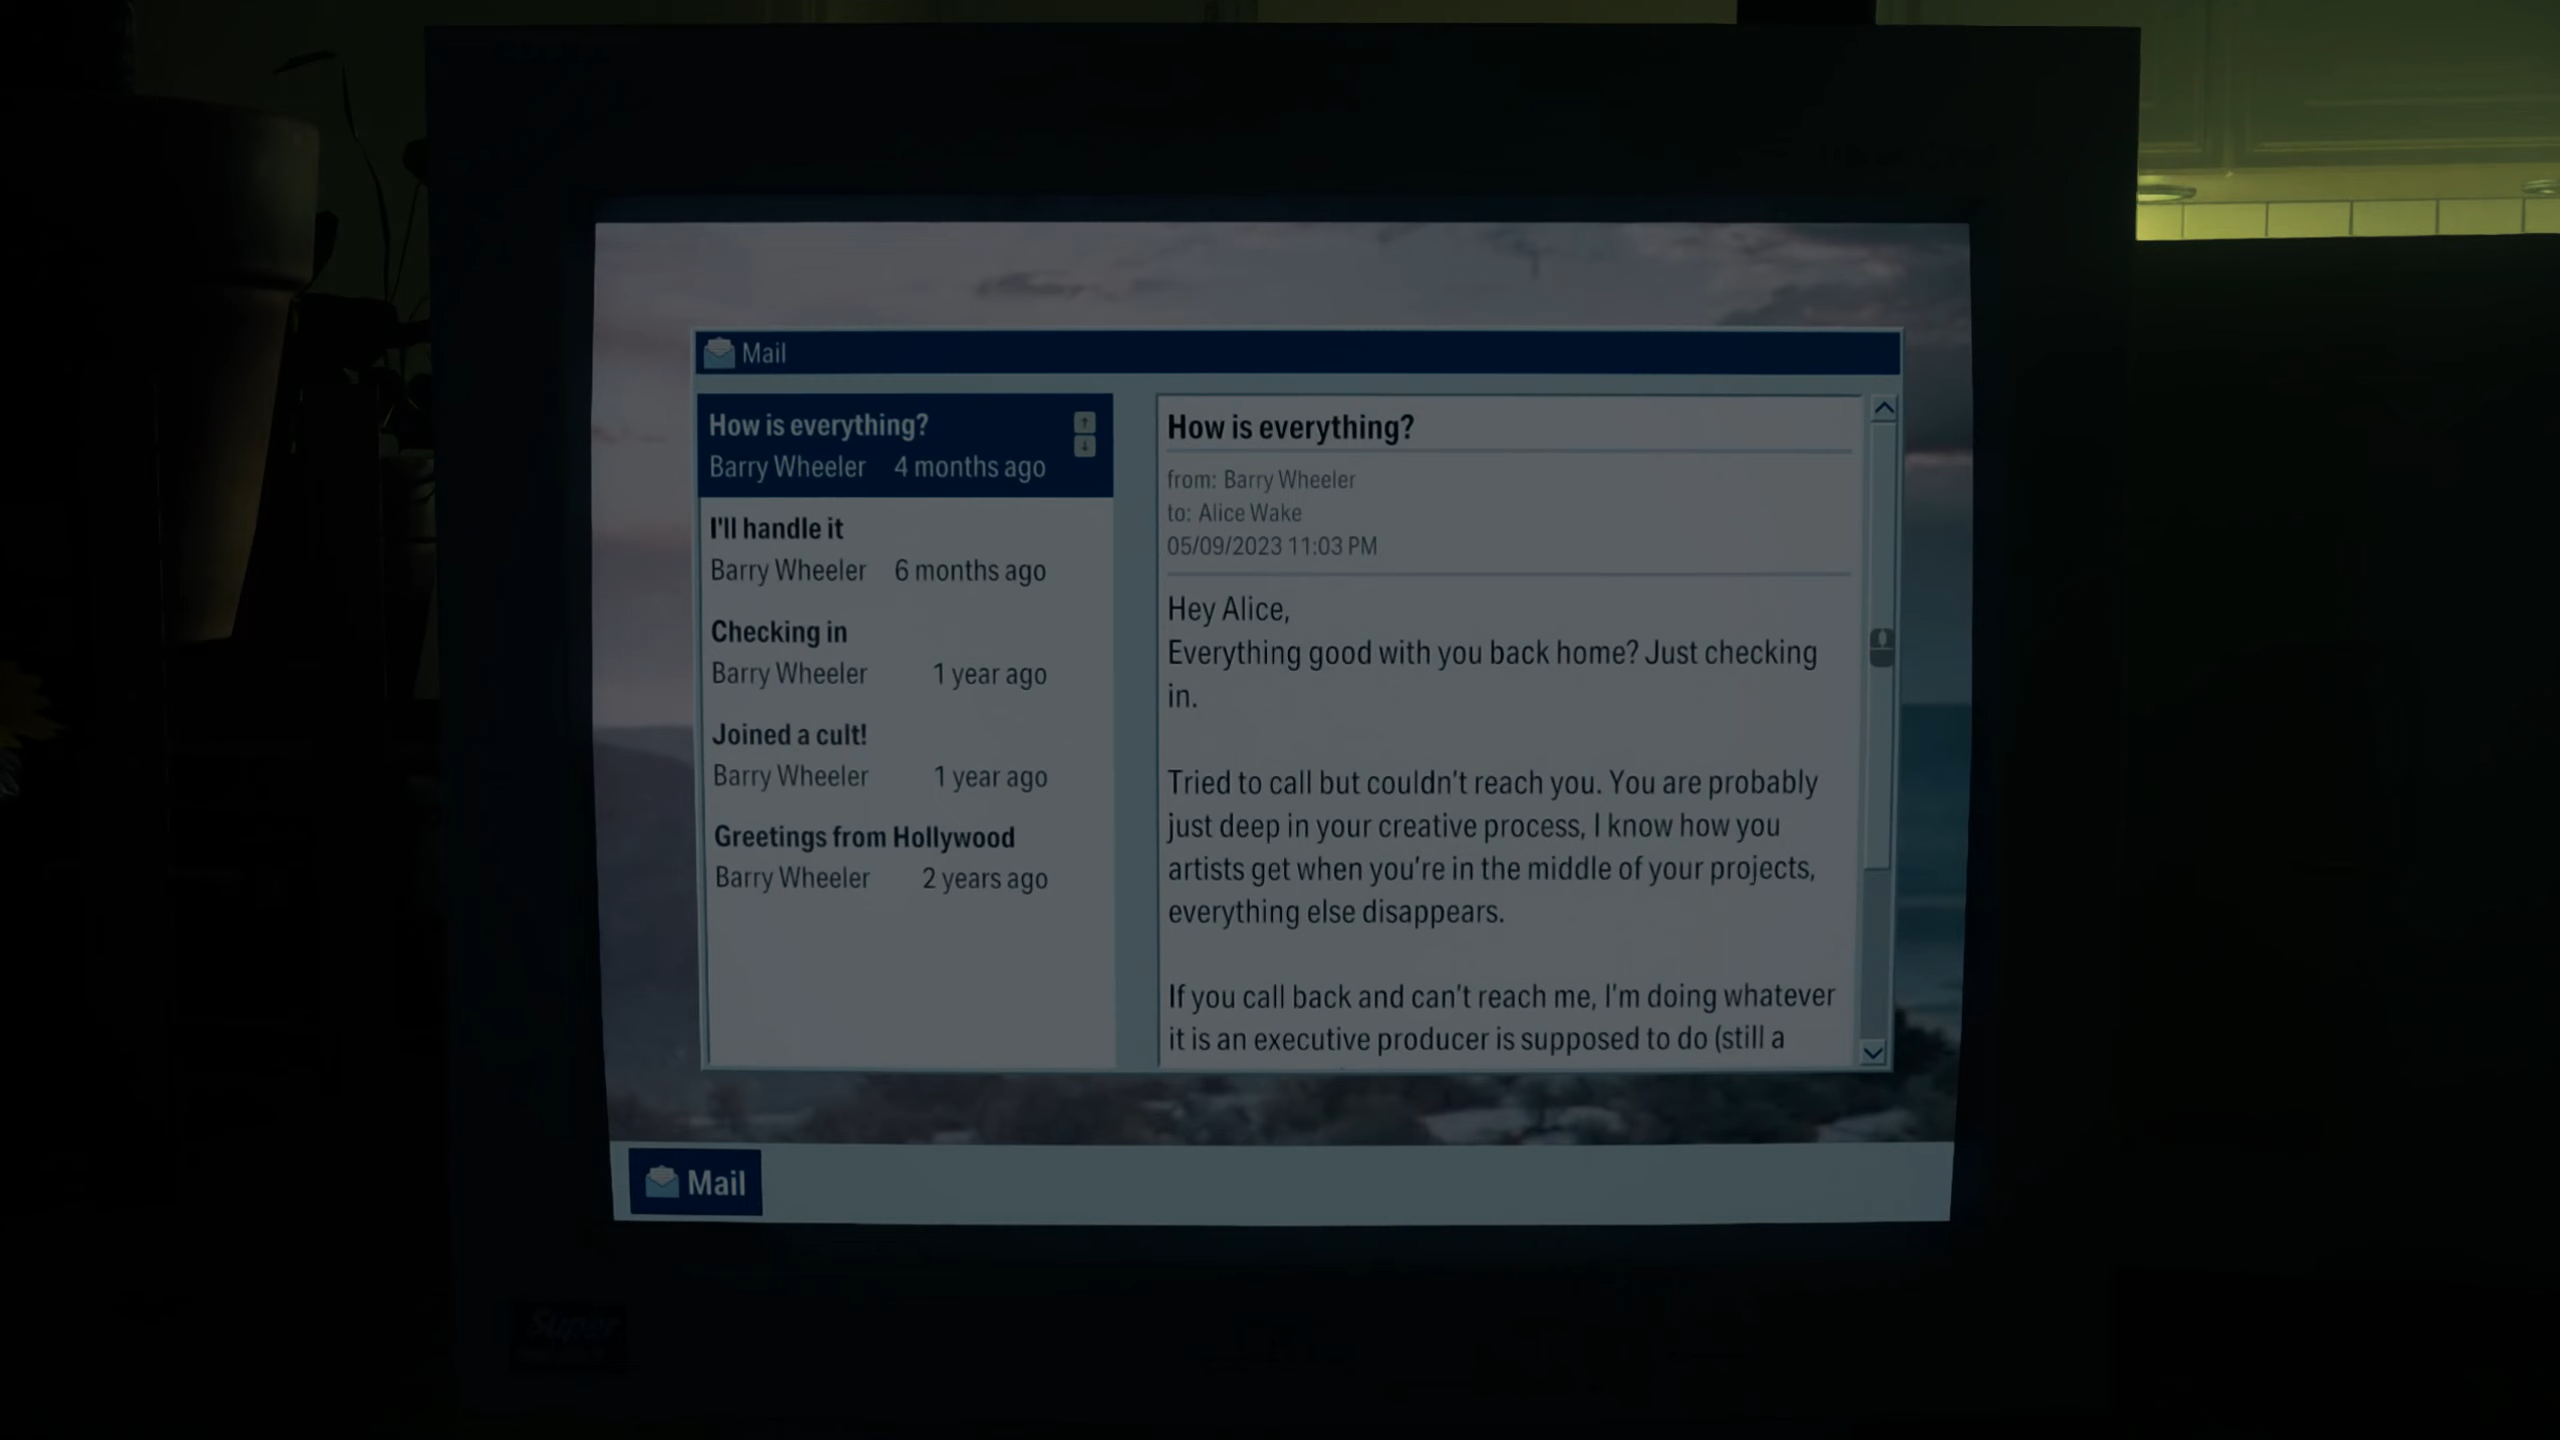 Mail
How is everything?
Barry Wheeler 4 months ago
I'll handle it
Barry Wheeler 6 months ago
Checking in
Barry Wheeler 1 year ago
Joined a cult!
Barry Wheeler 1 year ago
Greetings from Hollywood
Barry Wheeler 2 years ago
How is everything?
from: Barry Wheeler
to: Alice Wake
05/09/2023 11:03 PM
Hey Alice,
Everything good with you back home? Just checking
in.
Tried to call but couldn't reach you. You are probably
just deep in your creative process, I know how you
artists get when you're in the middle of your projects,
everything else disappears.
If you call back and can't reach me, I'm doing whatever
it is an executive producer is supposed to do (still a
Mail
Super